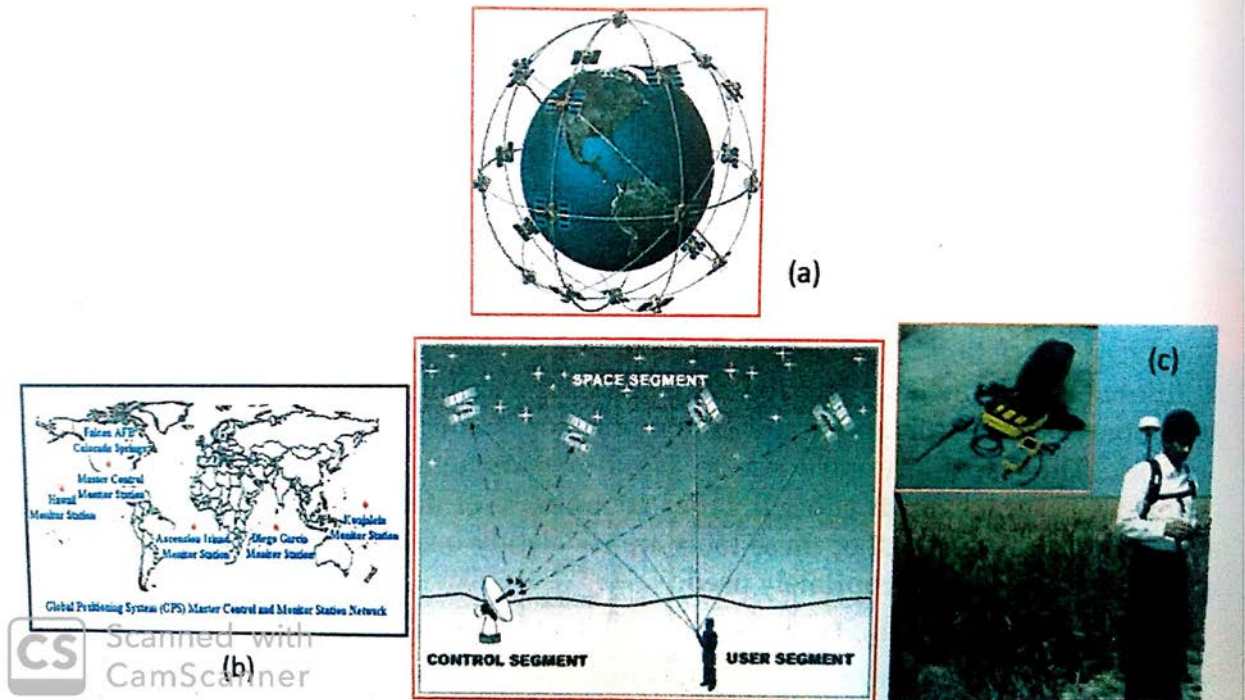 (a)
SPACE SEGMENT
(c)
Falcon AFB
Colorado Springs
Master Control
Monitor Station
Hawaii
Monitor Station
Ascension Island
Monitor Station
Diego Garcia
Monitor Station
Kwajalein
Monitor Station
Global Positioning System (GPS) Master Control and Monitor Station Network
CONTROL SEGMENT
USER SEGMENT
(b)
CS
Scanned with
CamScanner